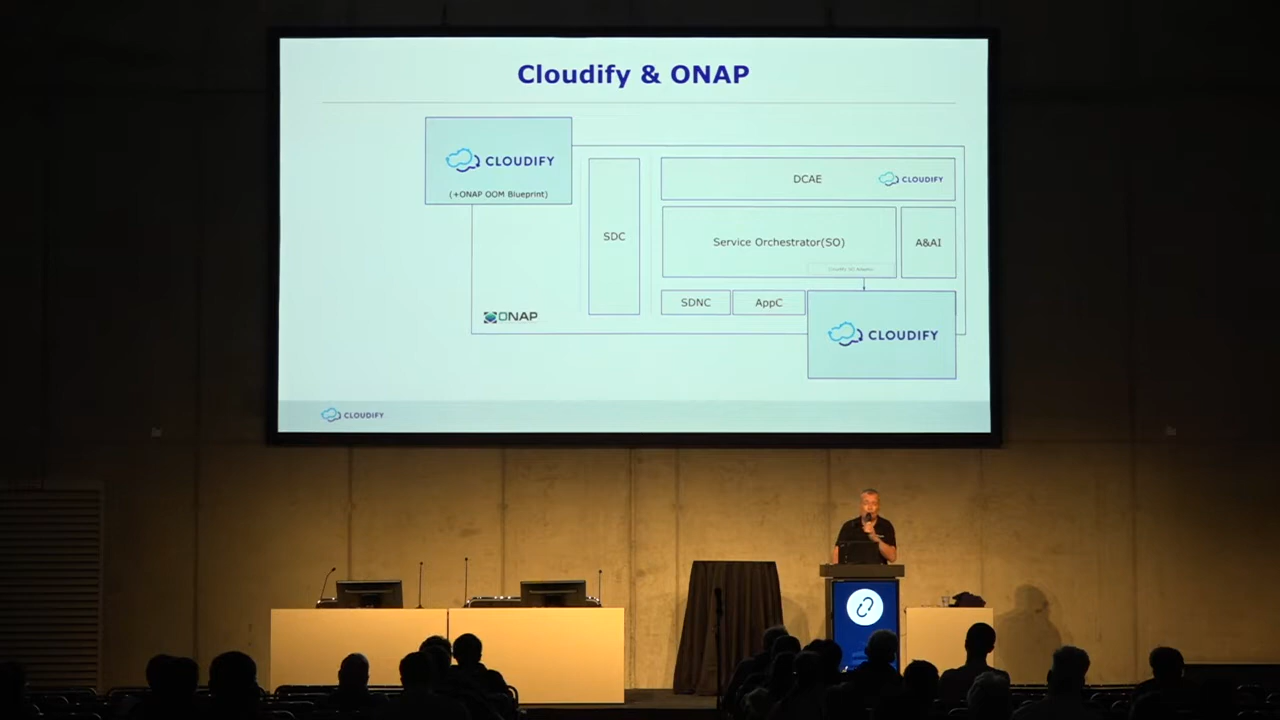 Cloudify & ONAP
CLOUDIFY
(+ONAP OOM Blueprint)
DCAE
CLOUDIFY
SDC
Service Orchestrator(SO)
A&AI
SDNC
AppC
CLOUDIFY
ONAP
CLOUDIFY